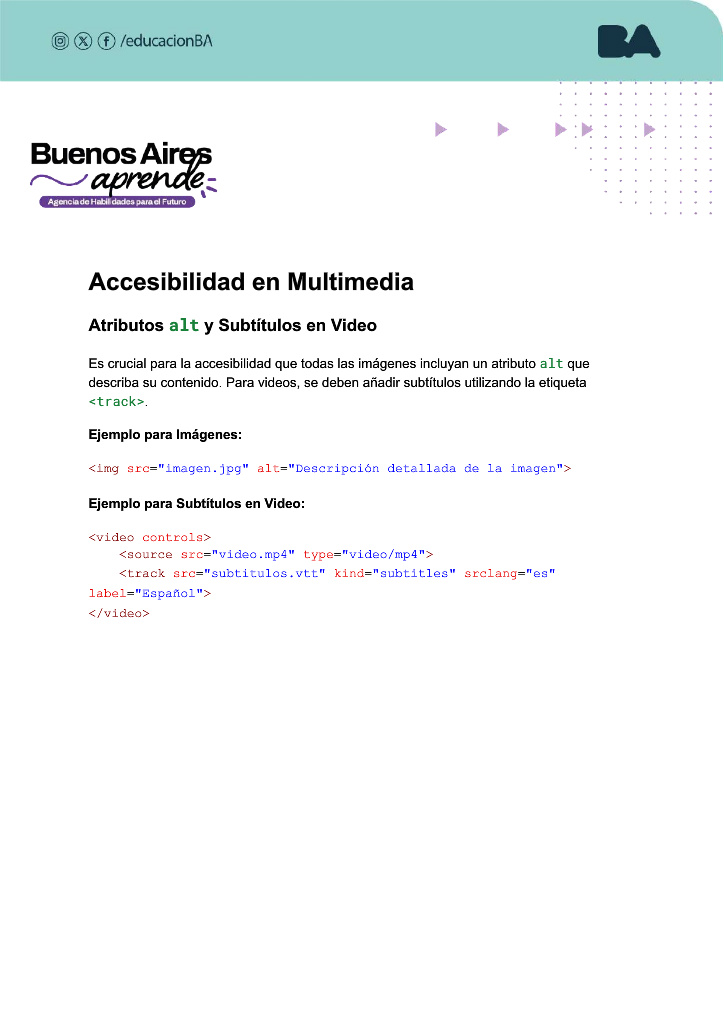 /educacionBA
BA
Buenos Aires
aprende
Agencia de Habilidades para el Futuro
Accesibilidad en Multimedia
Atributos alt y Subtítulos en Video
Es crucial para la accesibilidad que todas las imágenes incluyan un atributo alt que
describa su contenido. Para videos, se deben añadir subtítulos utilizando la etiqueta
<track>.
Ejemplo para Imágenes:
<img src="imagen.jpg" alt="Descripción detallada de la imagen">
Ejemplo para Subtítulos en Video:
<video controls>
    <source src="video.mp4" type="video/mp4">
    <track src="subtitulos.vtt" kind="subtitles" srclang="es"
label="Español">
</video>